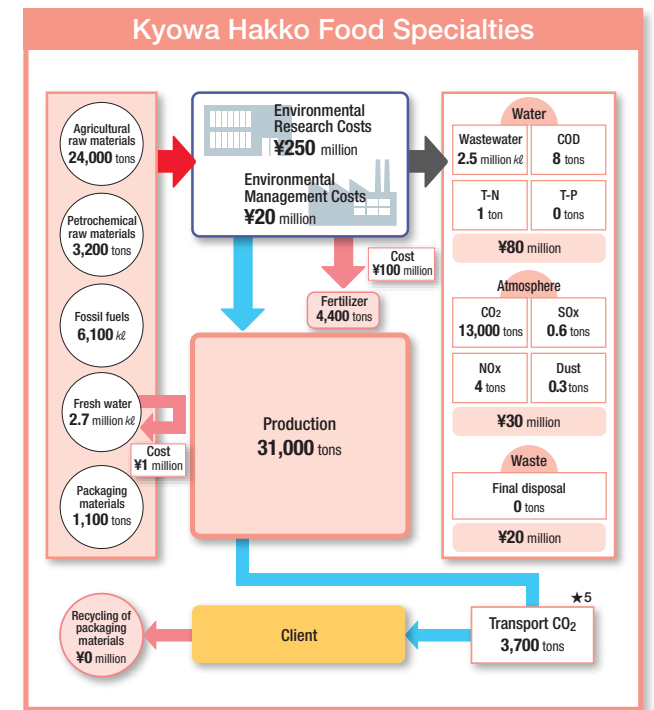 Kyowa Hakko Food Specialties
Agricultural
raw materials
24,000 tons
Petrochemical
raw materials
3,200 tons
Fossil fuels
6,100 kℓ
Fresh water
2.7 million kℓ
Cost
¥1 million
Packaging
materials
1,100 tons
Environmental
Research Costs
¥250 million
Environmental
Management Costs
¥20 million
Cost
¥100 million
Fertilizer
4,400 tons
Production
31,000 tons
Water
Wastewater
2.5 million kℓ
COD
8 tons
T-N
1 ton
T-P
0 tons
¥80 million
Atmosphere
CO₂
13,000 tons
SOx
0.6 tons
NOx
4 tons
Dust
0.3 tons
¥30 million
Waste
Final disposal
0 tons
¥20 million
★5
Transport CO₂
3,700 tons
Client
Recycling of
packaging
materials
¥0 million